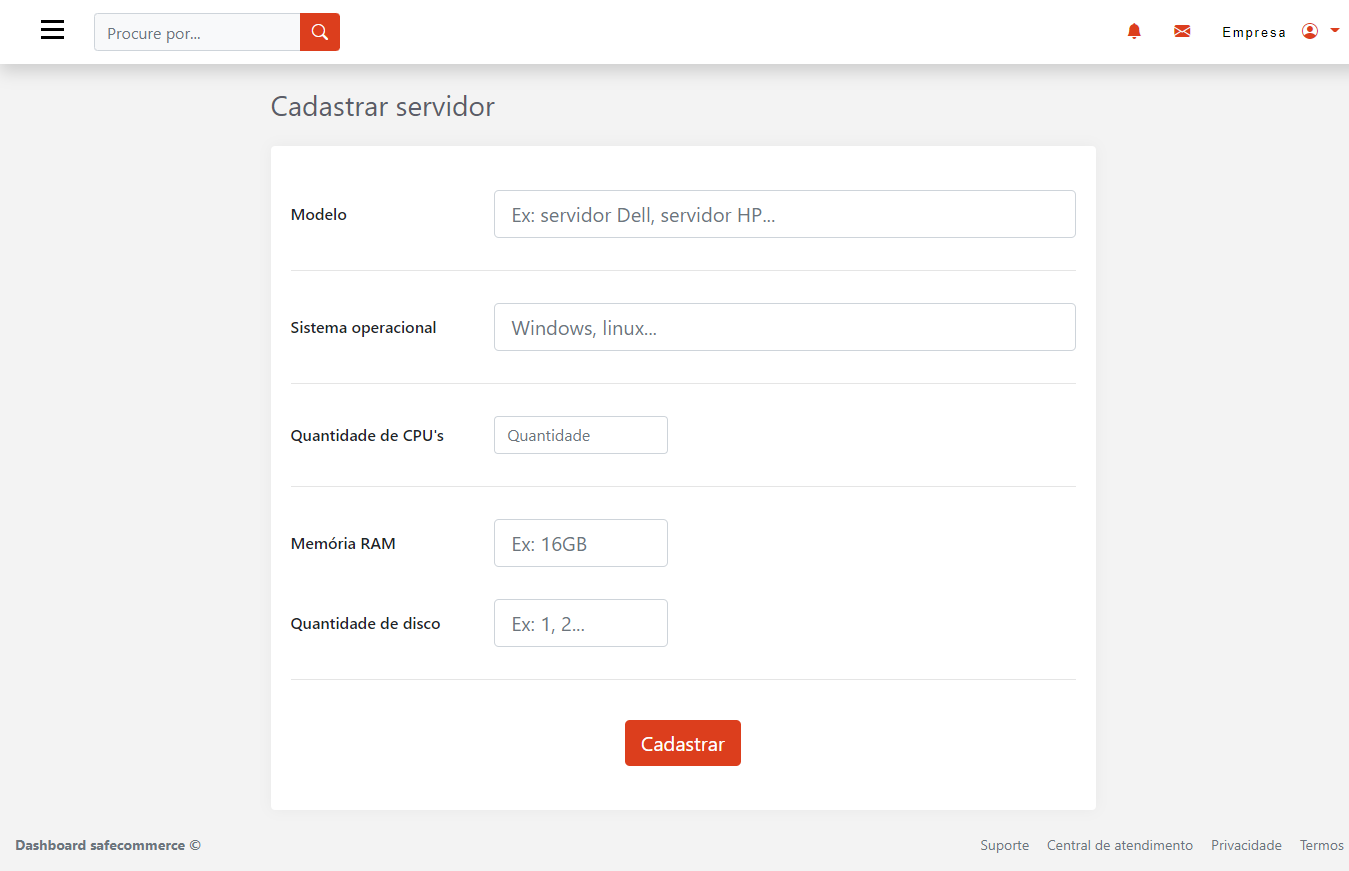 Procure por...
Empresa
Cadastrar servidor
Modelo
Ex: servidor Dell, servidor HP...
Sistema operacional
Windows, linux...
Quantidade de CPU's
Quantidade
Memória RAM
Ex: 16GB
Quantidade de disco
Ex: 1, 2...
Cadastrar
Dashboard safecommerce ©
Suporte Central de atendimento Privacidade Termos